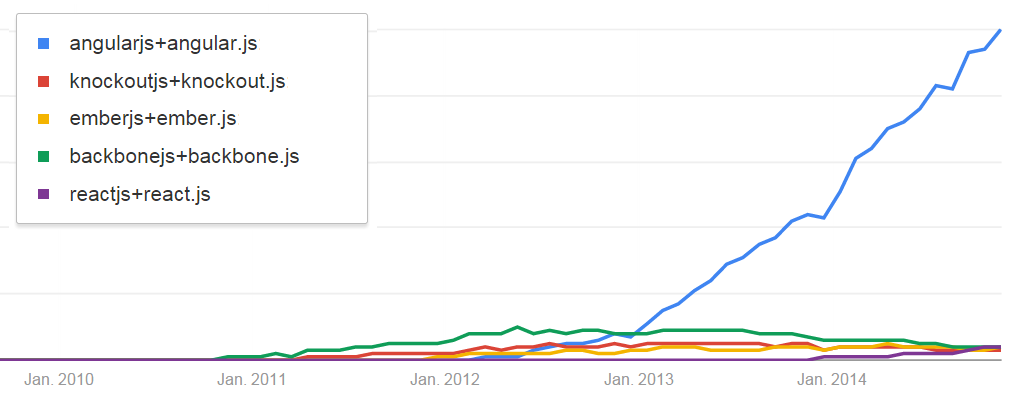 angularjs+angular.js
knockoutjs+knockout.js
emberjs+ember.js
backbonejs+backbone.js
reactjs+react.js
Jan. 2010 Jan. 2011 Jan. 2012 Jan. 2013 Jan. 2014